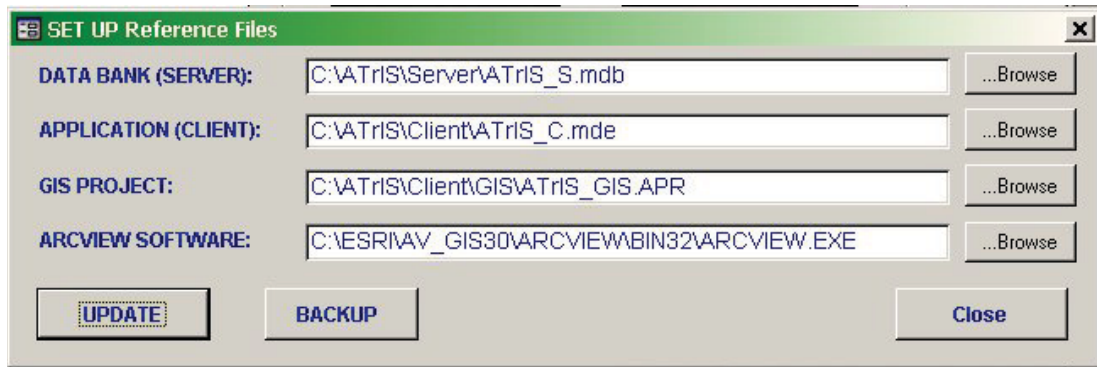 SET UP Reference Files
DATA BANK (SERVER): C:\ATrIS\Server\ATrIS_S.mdb ...Browse
APPLICATION (CLIENT): C:\ATrIS\Client\ATrIS_C.mde ...Browse
GIS PROJECT: C:\ATrIS\Client\GIS\ATrIS_GIS.APR ...Browse
ARCVIEW SOFTWARE: C:\ESRI\AV_GIS30\ARCVIEW\BIN32\ARCVIEW.EXE ...Browse
UPDATE BACKUP Close